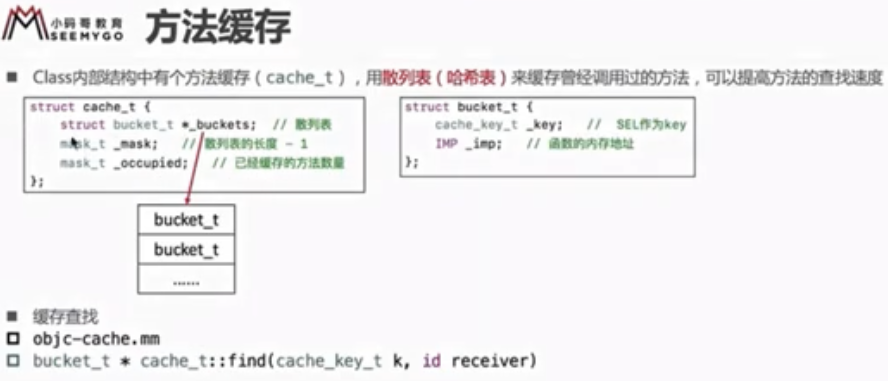 小码哥教育
SEEMYGO
方法缓存
■ Class内部结构中有个方法缓存（cache_t），用散列表（哈希表）来缓存曾经调用过的方法，可以提高方法的查找速度
struct cache_t {
struct bucket_t *_buckets; // 散列表
mask_t _mask; // 散列表的长度 - 1
mask_t _occupied; // 已经缓存的方法数量
};
struct bucket_t {
cache_key_t _key; // SEL作为key
IMP _imp; // 函数的内存地址
};
bucket_t
bucket_t
......
■ 缓存查找
□ objc-cache.mm
□ bucket_t * cache_t::find(cache_key_t k, id receiver)